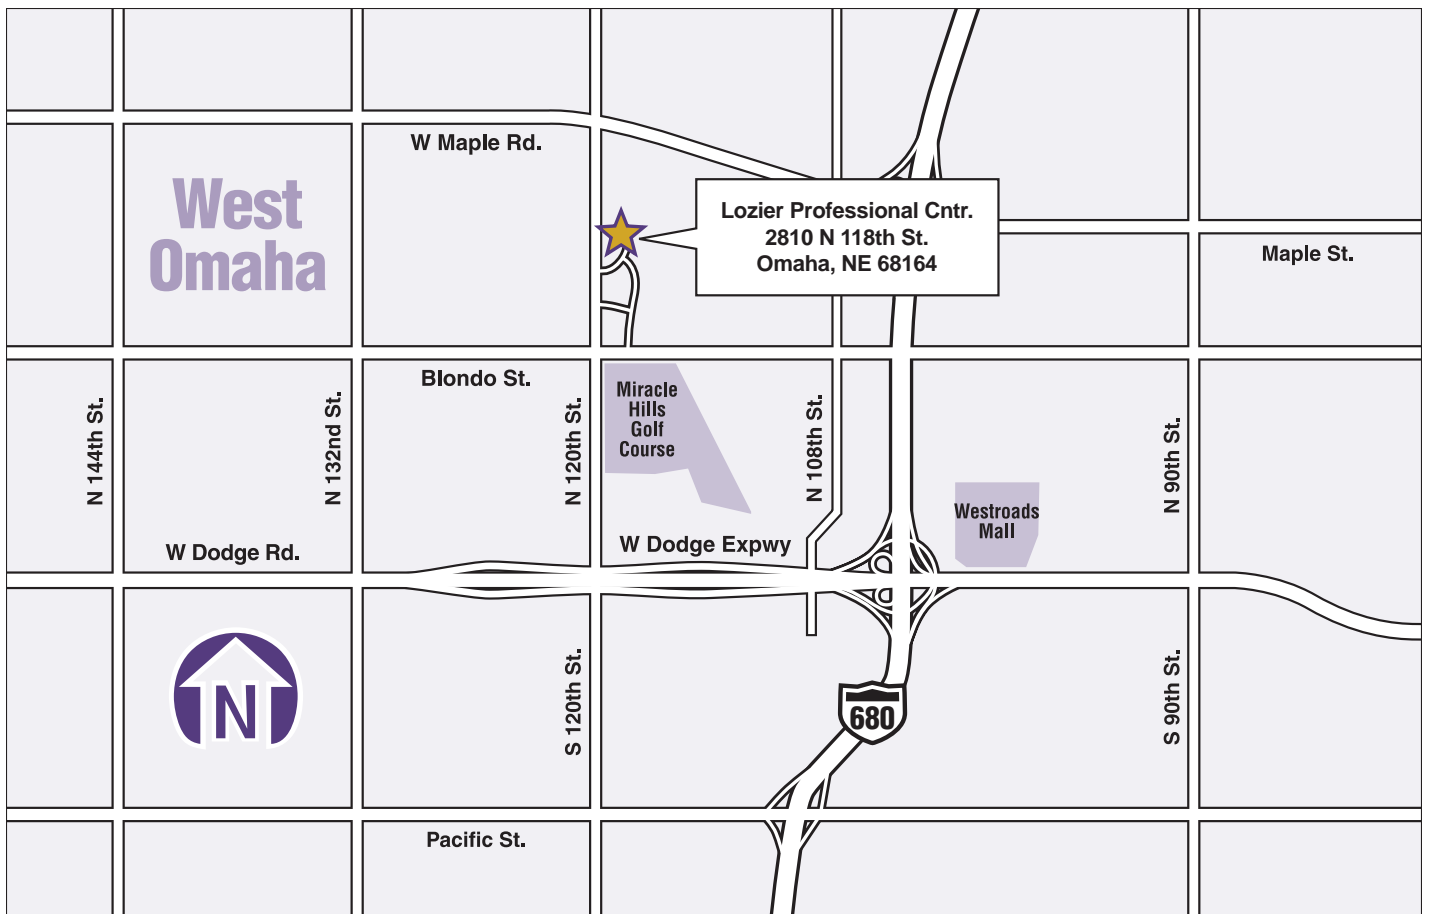 W Maple Rd.
West
Omaha
Lozier Professional Cntr.
2810 N 118th St.
Omaha, NE 68164
Maple St.
Blondo St.
Miracle
Hills
Golf
Course
N 144th St.
N 132nd St.
N 120th St.
N 108th St.
N 90th St.
Westroads
Mall
W Dodge Rd.
W Dodge Expwy
N
S 120th St.
680
S 90th St.
Pacific St.